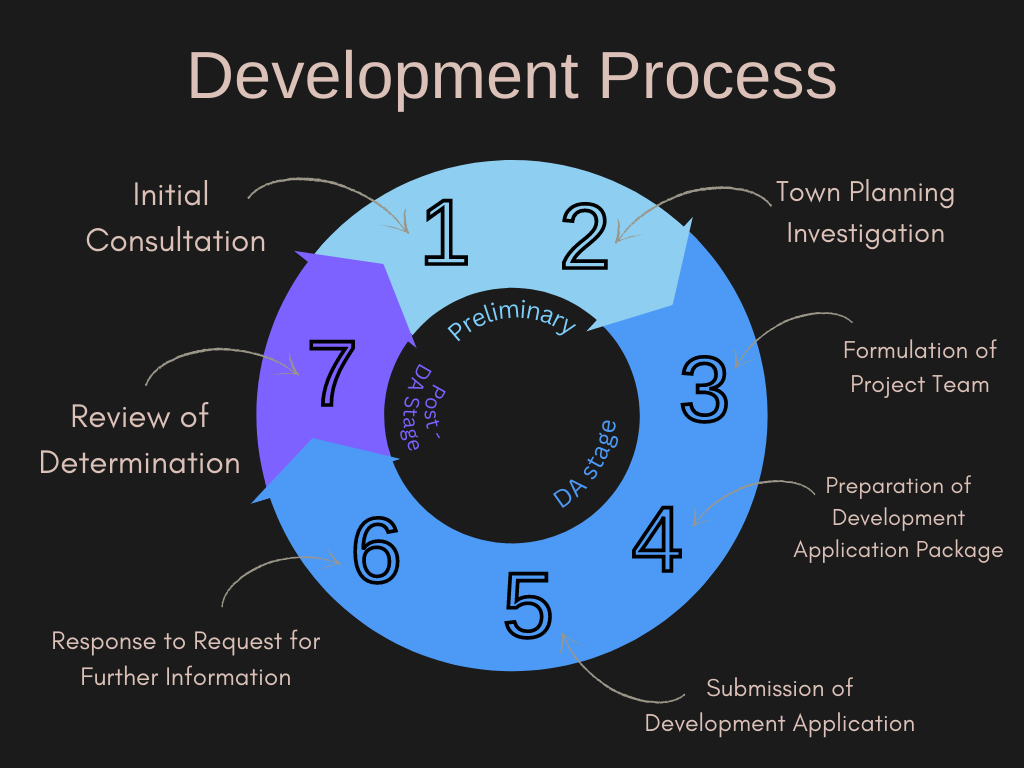 Development Process
Initial
Consultation
1
2
Town Planning
Investigation
Preliminary
3
Formulation of
Project Team
7
Post -
DA Stage
Review of
Determination
DA stage
4
Preparation of
Development
Application Package
6
5
Response to Request for
Further Information
Submission of
Development Application